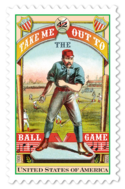 42
TAKE ME OUT TO
THE
BALL GAME
UNITED STATES OF AMERICA